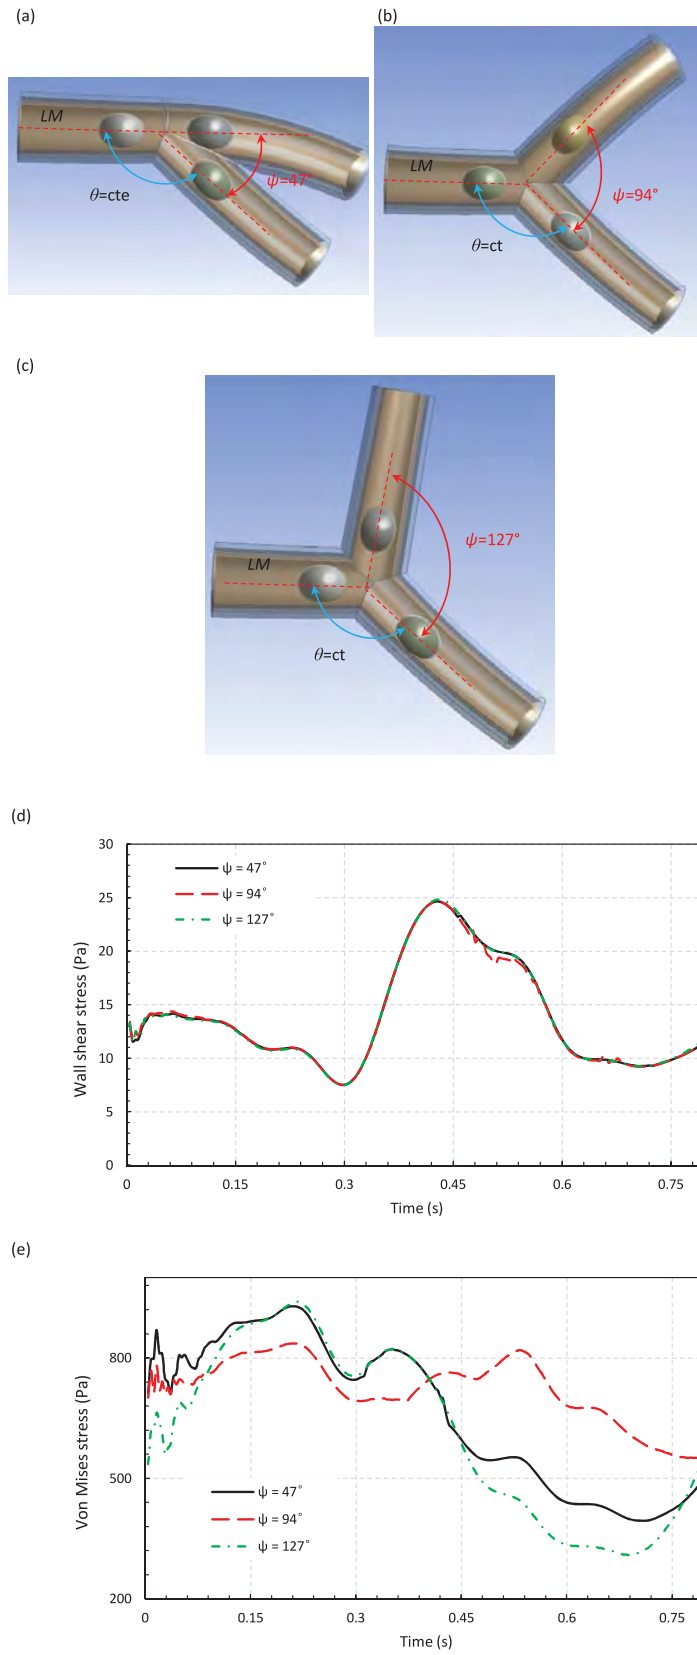 (a)
LM
θ=cte
ψ=47°
(b)
LM
ψ=94°
θ=ct
(c)
LM
ψ=127°
θ=ct
(d)
30
25
20
15
10
5
0
Wall shear stress (Pa)
ψ = 47°
ψ = 94°
ψ = 127°
0 0.15 0.3 0.45 0.6 0.75
Time (s)
(e)
800
500
200
Von Mises stress (Pa)
ψ = 47°
ψ = 94°
ψ = 127°
0 0.15 0.3 0.45 0.6 0.75
Time (s)